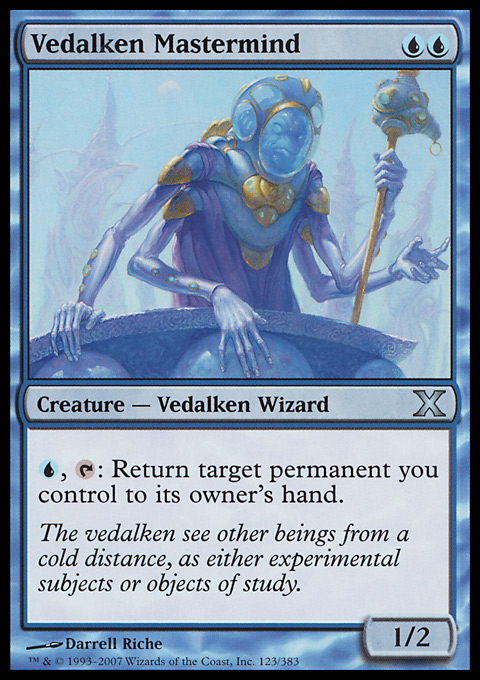 Vedalken Mastermind
Creature — Vedalken Wizard
X
: Return target permanent you
control to its owner's hand.
The vedalken see other beings from a
cold distance, as either experimental
subjects or objects of study.
1/2
Darrell Riche
™ & © 1993–2007 Wizards of the Coast, Inc. 123/383